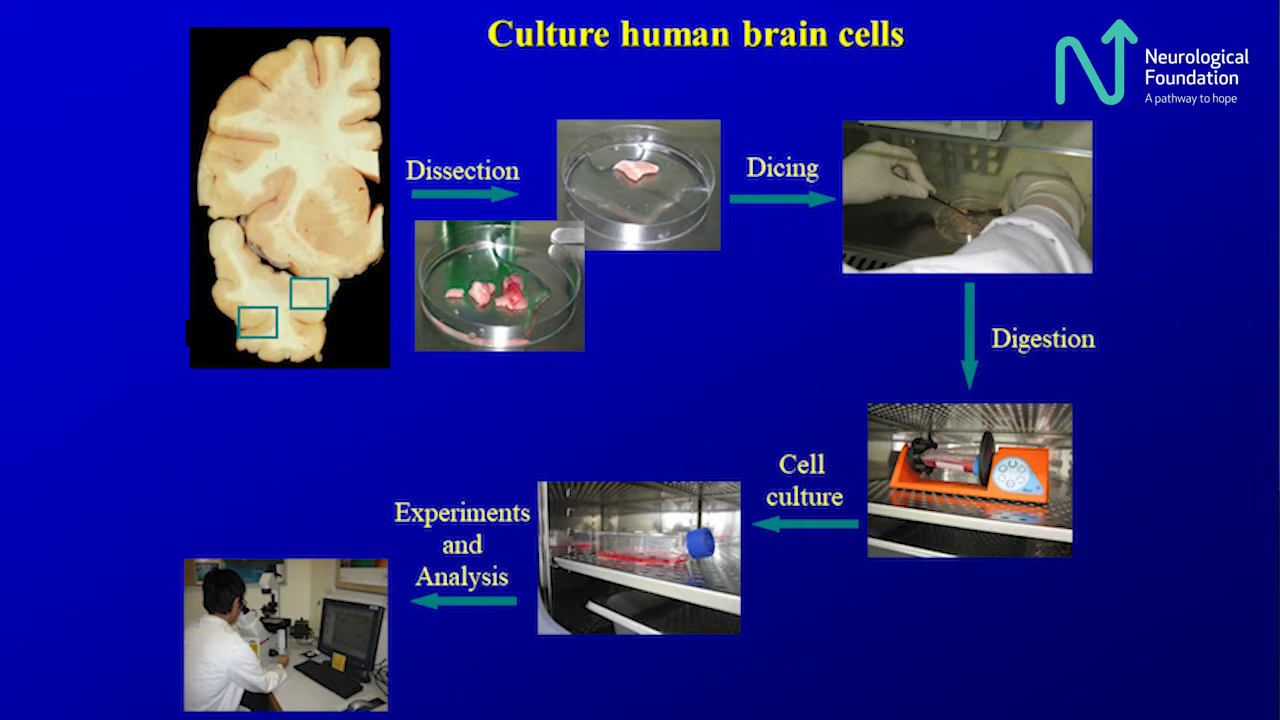 Culture human brain cells
Neurological
Foundation
A pathway to hope
Dissection
Dicing
Digestion
Cell
culture
Experiments
and
Analysis